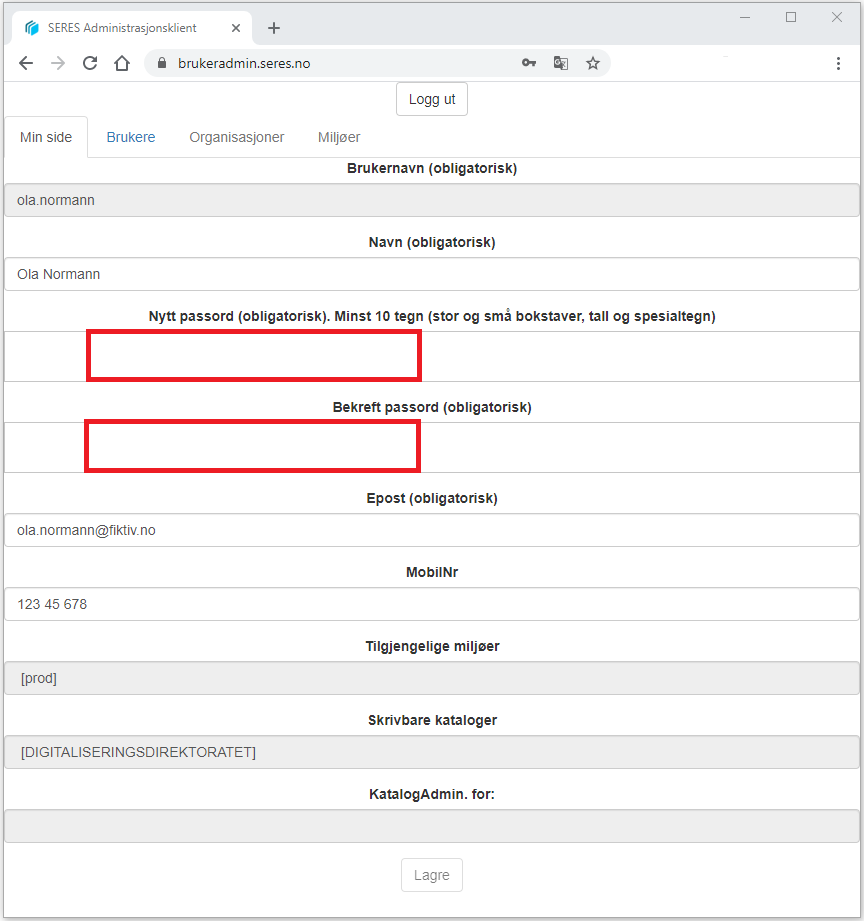 SERES Administrasjonsklient
brukeradmin.seres.no
Logg ut
Min side Brukere Organisasjoner Miljøer
Brukernavn (obligatorisk)
ola.normann
Navn (obligatorisk)
Ola Normann
Nytt passord (obligatorisk). Minst 10 tegn (stor og små bokstaver, tall og spesialtegn)
Bekreft passord (obligatorisk)
Epost (obligatorisk)
ola.normann@fiktiv.no
MobilNr
123 45 678
Tilgjengelige miljøer
[prod]
Skrivbare kataloger
[DIGITALISERINGSDIREKTORATET]
KatalogAdmin. for:
Lagre